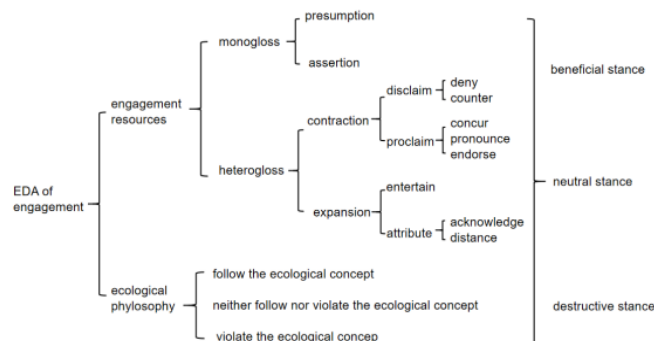 presumption
monogloss
assertion
beneficial stance
engagement
resources
deny
disclaim
counter
contraction
concur
proclaim
pronounce
endorse
heterogloss
neutral stance
EDA of
engagement
entertain
expansion
acknowledge
attribute
distance
follow the ecological concept
ecological
phylosophy
neither follow nor violate the ecological concept
destructive stance
violate the ecological concep